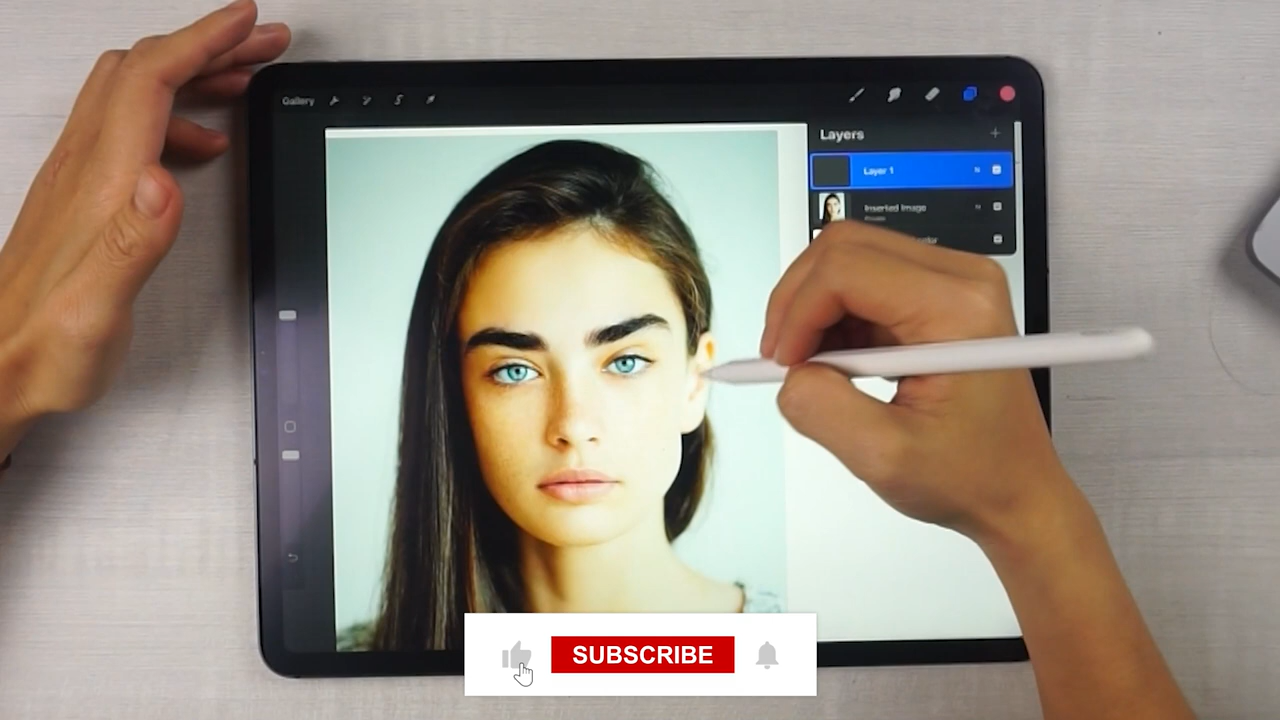 Gallery
Layers
Layer 1
N
Inserted Image
N
SUBSCRIBE